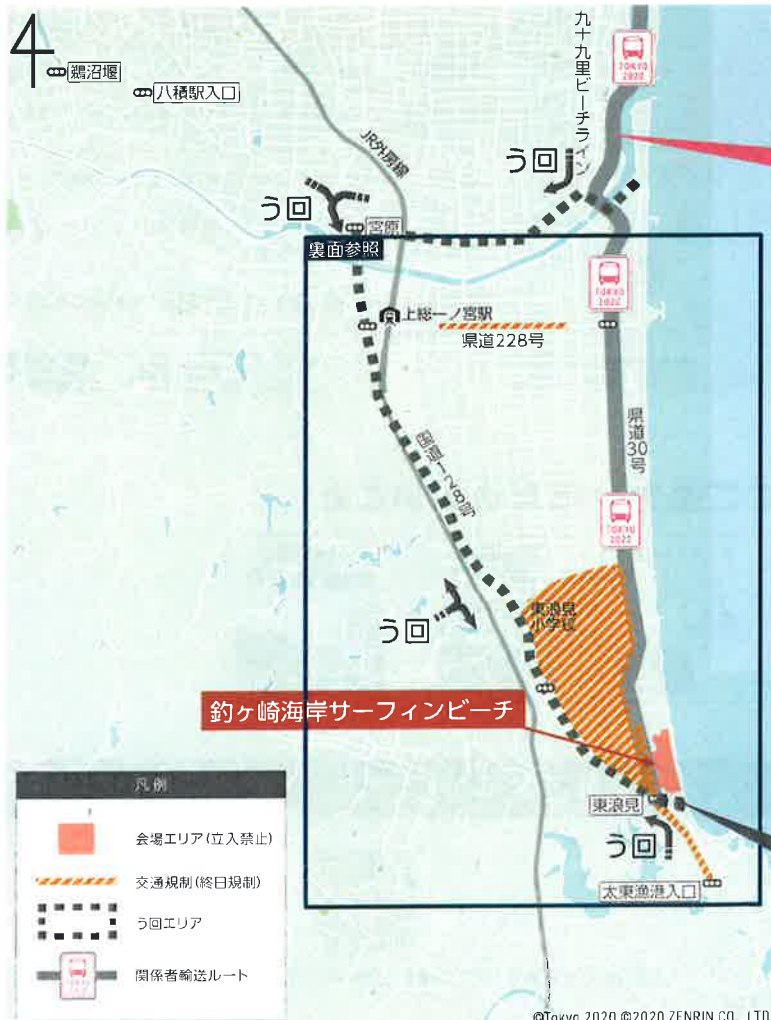 4
鵜沼堰
八積駅入口
九十九里ビーチライン
TOKYO
2020
JR外房線
う回
う回
宮原
裏面参照
上総一ノ宮駅
県道228号
TOKYO
2020
県道30号
国道128号
TOKYO
2020
東浪見
小学校
う回
釣ヶ崎海岸サーフィンビーチ
東浪見
う回
太東漁港入口
凡例
会場エリア(立入禁止)
交通規制(終日規制)
う回エリア
関係者輸送ルート
©Tokyo 2020 ©2020 ZENRIN CO., LTD